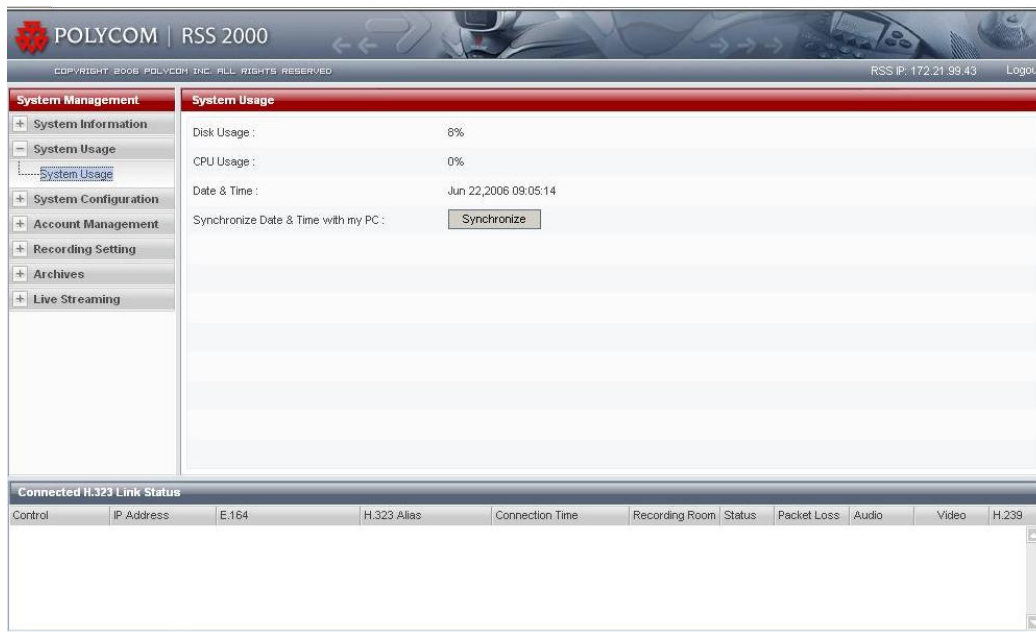 POLYCOM | RSS 2000
COPYRIGHT 2006 POLYCOM INC. ALL RIGHTS RESERVED
RSS IP: 172.21.99.43 Logou
System Management
+ System Information
- System Usage
System Usage
+ System Configuration
+ Account Management
+ Recording Setting
+ Archives
+ Live Streaming
System Usage
Disk Usage : 8%
CPU Usage : 0%
Date & Time : Jun 22,2006 09:05:14
Synchronize Date & Time with my PC : Synchronize
Connected H.323 Link Status
Control IP Address E.164 H.323 Alias Connection Time Recording Room Status Packet Loss Audio Video H.239